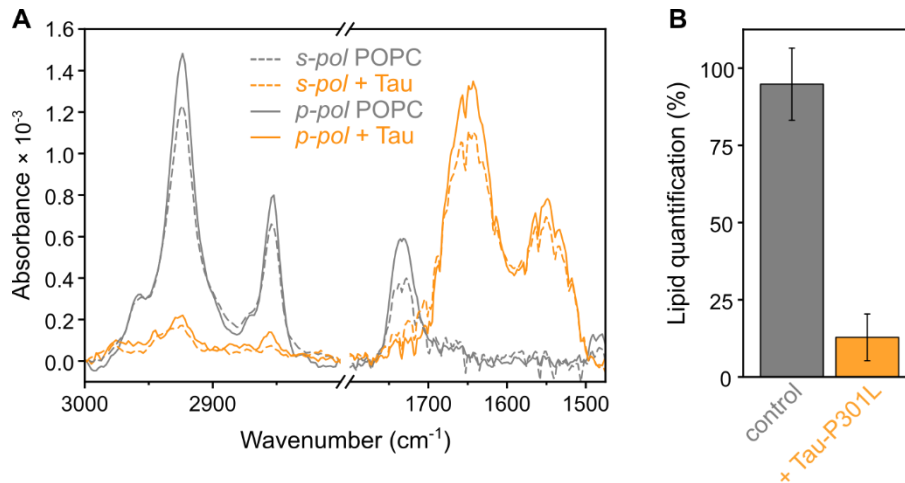 A
Absorbance × 10⁻³
1.6
1.4
1.2
1.0
0.8
0.6
0.4
0.2
0.0
s-pol POPC
s-pol + Tau
p-pol POPC
p-pol + Tau
3000 2900 1700 1600 1500
Wavenumber (cm⁻¹)
B
Lipid quantification (%)
100
75
50
25
0
control
+ Tau-P301L